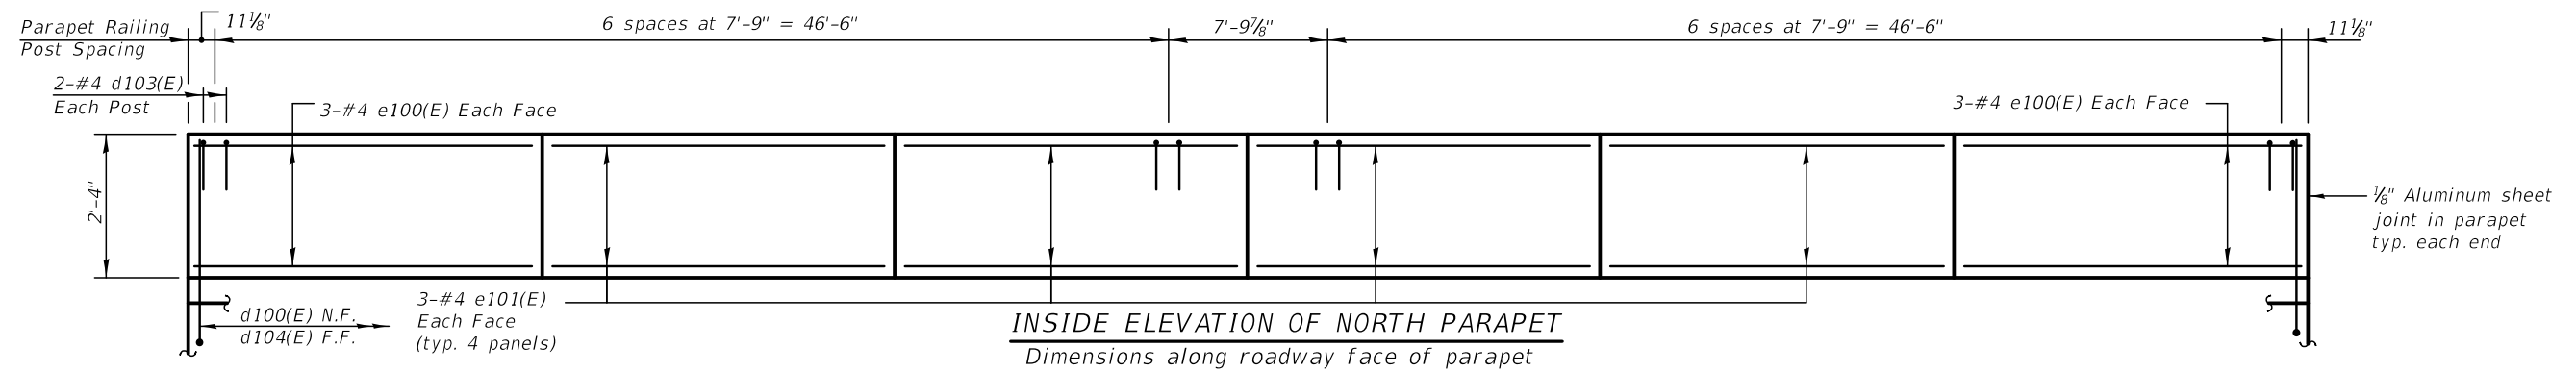 Parapet Railing
Post Spacing
11⅛"
6 spaces at 7'-9" = 46'-6"
7'-9⅞"
6 spaces at 7'-9" = 46'-6"
11⅛"
2-#4 d103(E)
Each Post
3-#4 e100(E) Each Face
3-#4 e100(E) Each Face
2'-4"
⅛" Aluminum sheet
joint in parapet
typ. each end
d100(E) N.F.
d104(E) F.F.
3-#4 e101(E)
Each Face
(typ. 4 panels)
INSIDE ELEVATION OF NORTH PARAPET
Dimensions along roadway face of parapet